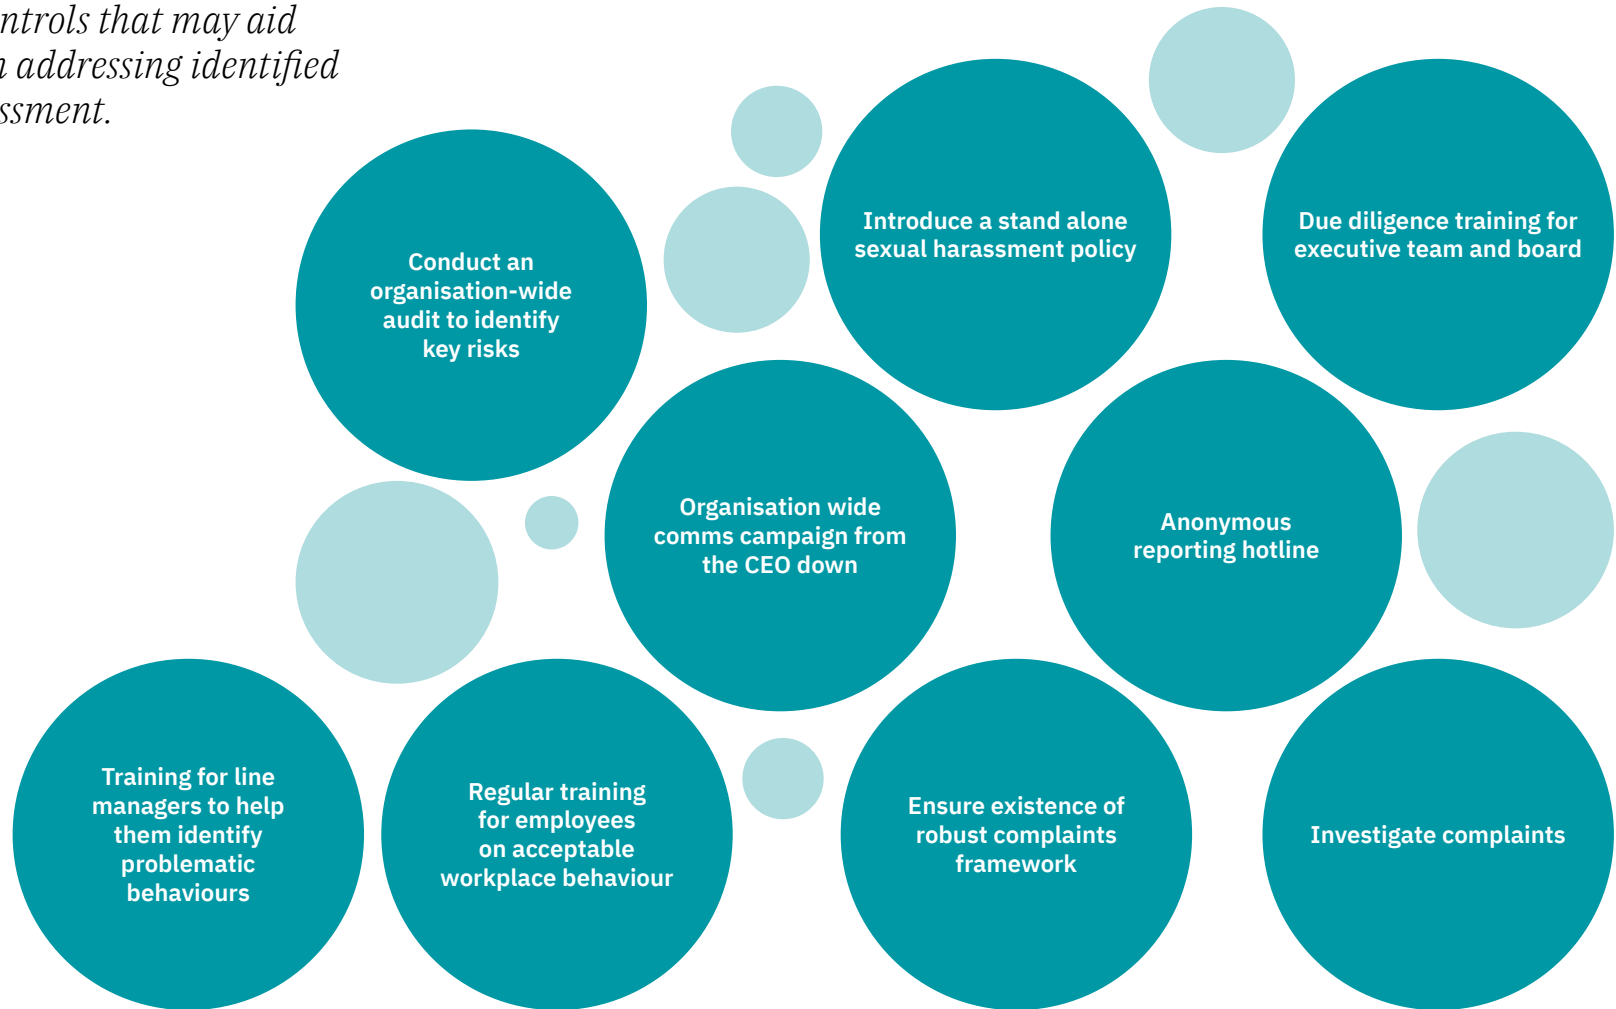 that may aid
addressing identified
Conduct an
organisation-wide
audit to identify
key risks
Introduce a stand alone
sexual harassment policy
Due diligence training for
executive team and board
Organisation wide
comms campaign from
the CEO down
Anonymous
reporting hotline
Training for line
managers to help
them identify
problematic
behaviours
Regular training
for employees
on acceptable
workplace behaviour
Ensure existence of
robust complaints
framework
Investigate complaints